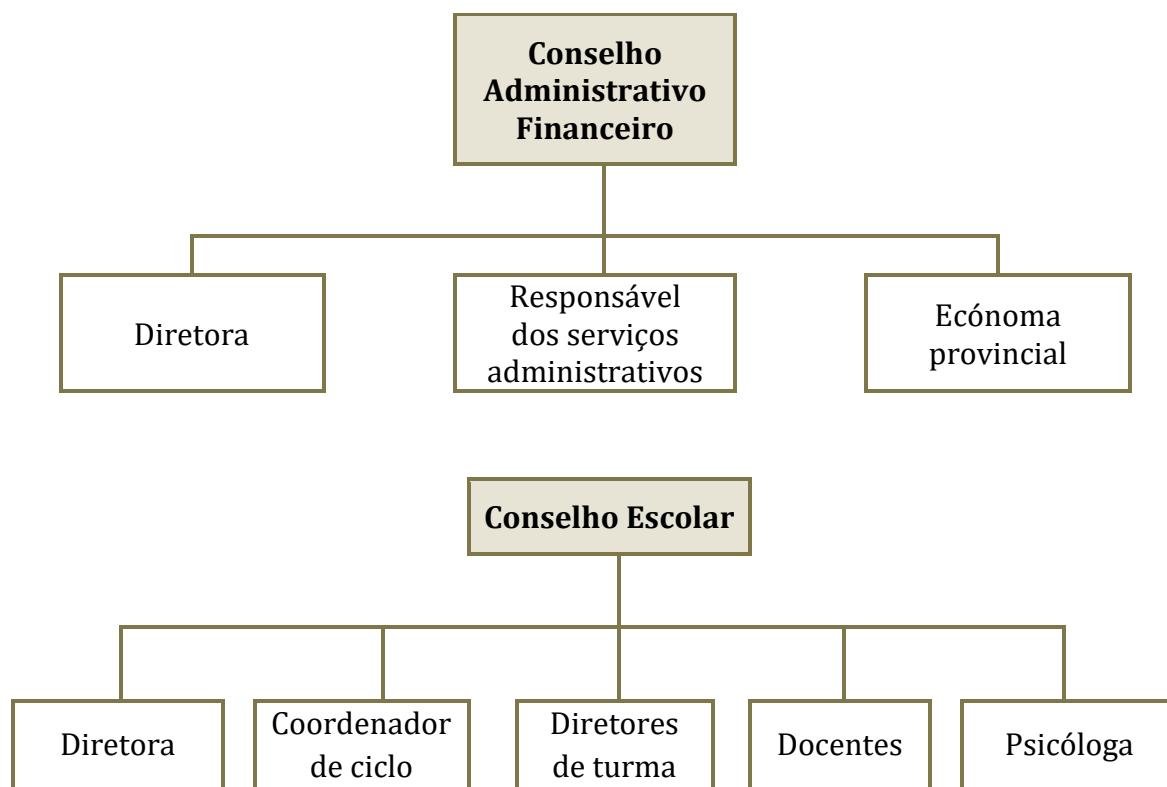 Conselho
Administrativo
Financeiro
Diretora
Responsável
dos serviços
administrativos
Ecónoma
provincial
Conselho Escolar
Diretora
Coordenador
de ciclo
Diretores
de turma
Docentes
Psicóloga